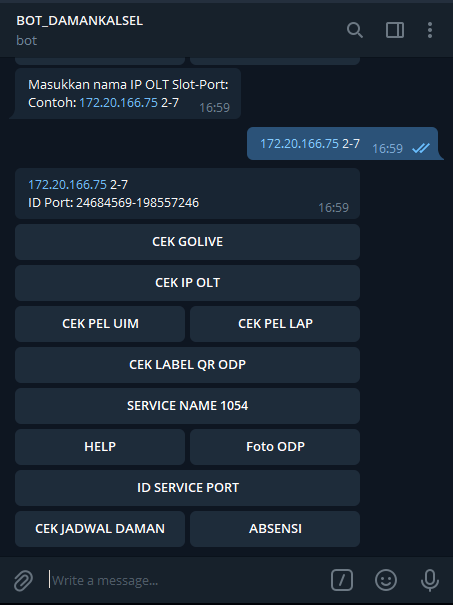 BOT_DAMANKALSEL
bot
Masukkan nama IP OLT Slot-Port:
Contoh: 172.20.166.75 2-7
16:59
172.20.166.75 2-7
16:59
172.20.166.75 2-7
ID Port: 24684569-198557246
16:59
CEK GOLIVE
CEK IP OLT
CEK PEL UIM
CEK PEL LAP
CEK LABEL QR ODP
SERVICE NAME 1054
HELP
Foto ODP
ID SERVICE PORT
CEK JADWAL DAMAN
ABSENSI
Write a message...